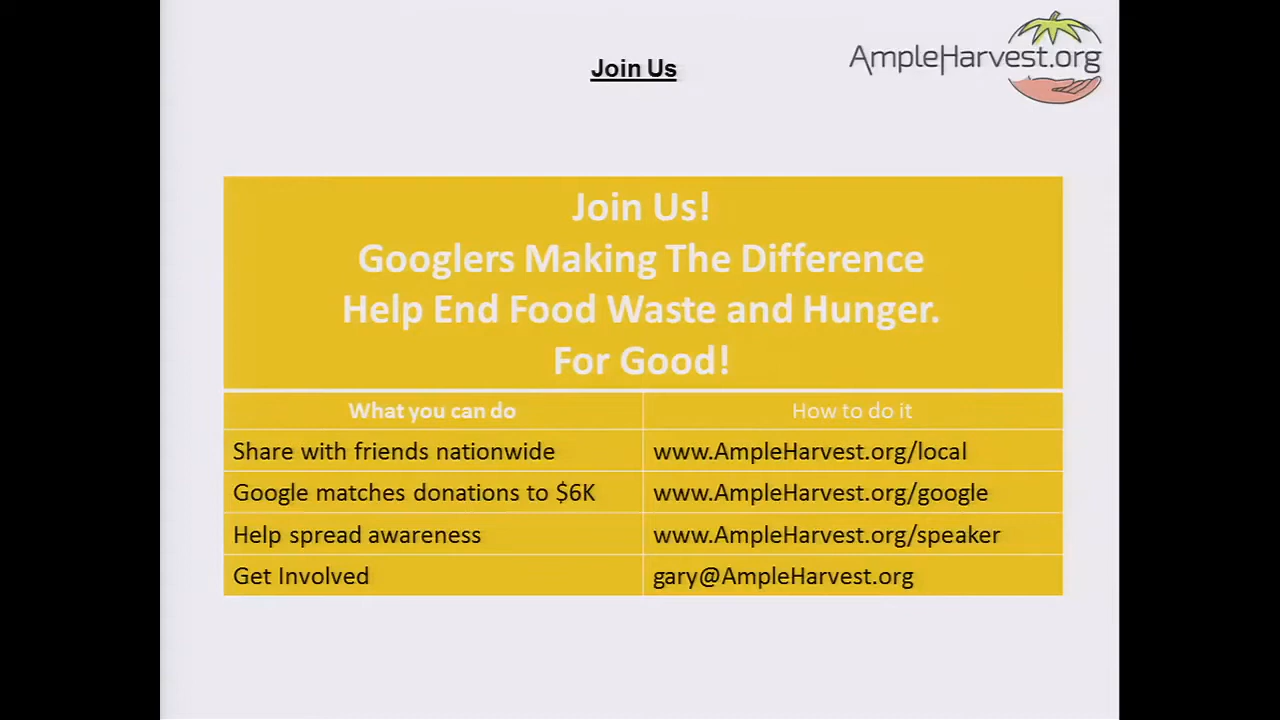 AmpleHarvest.org
Join Us
Join Us!
Googlers Making The Difference
Help End Food Waste and Hunger.
For Good!
What you can do How to do it
Share with friends nationwide www.AmpleHarvest.org/local
Google matches donations to $6K www.AmpleHarvest.org/google
Help spread awareness www.AmpleHarvest.org/speaker
Get Involved gary@AmpleHarvest.org